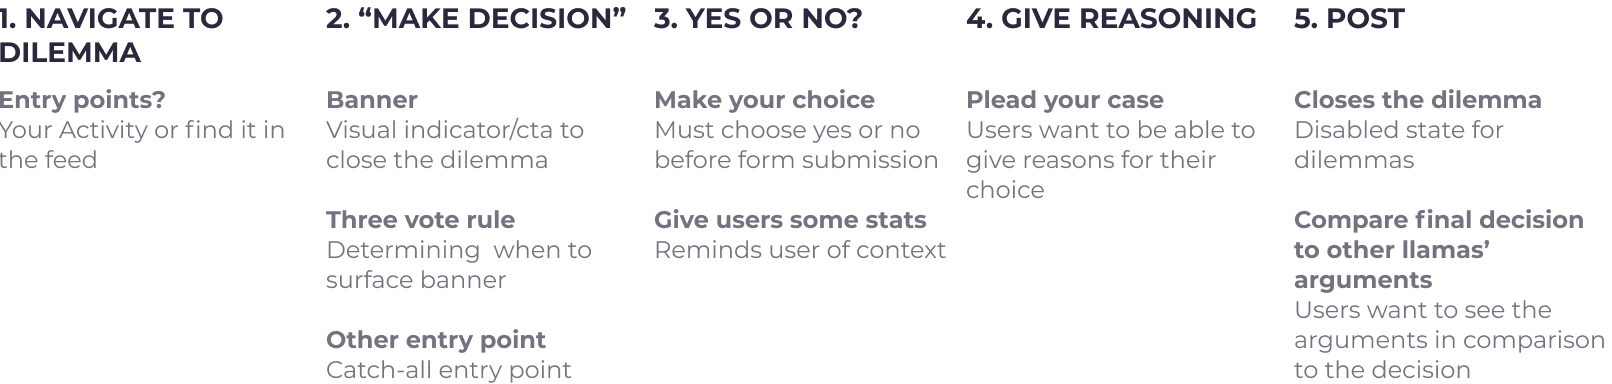 1. NAVIGATE TO
DILEMMA
Entry points?
Your Activity or find it in
the feed
2. “MAKE DECISION”
Banner
Visual indicator/cta to
close the dilemma
Three vote rule
Determining  when to
surface banner
Other entry point
Catch-all entry point
3. YES OR NO?
Make your choice
Must choose yes or no
before form submission
Give users some stats
Reminds user of context
4. GIVE REASONING
Plead your case
Users want to be able to
give reasons for their
choice
5. POST
Closes the dilemma
Disabled state for
dilemmas
Compare final decision
to other llamas’
arguments
Users want to see the
arguments in comparison
to the decision